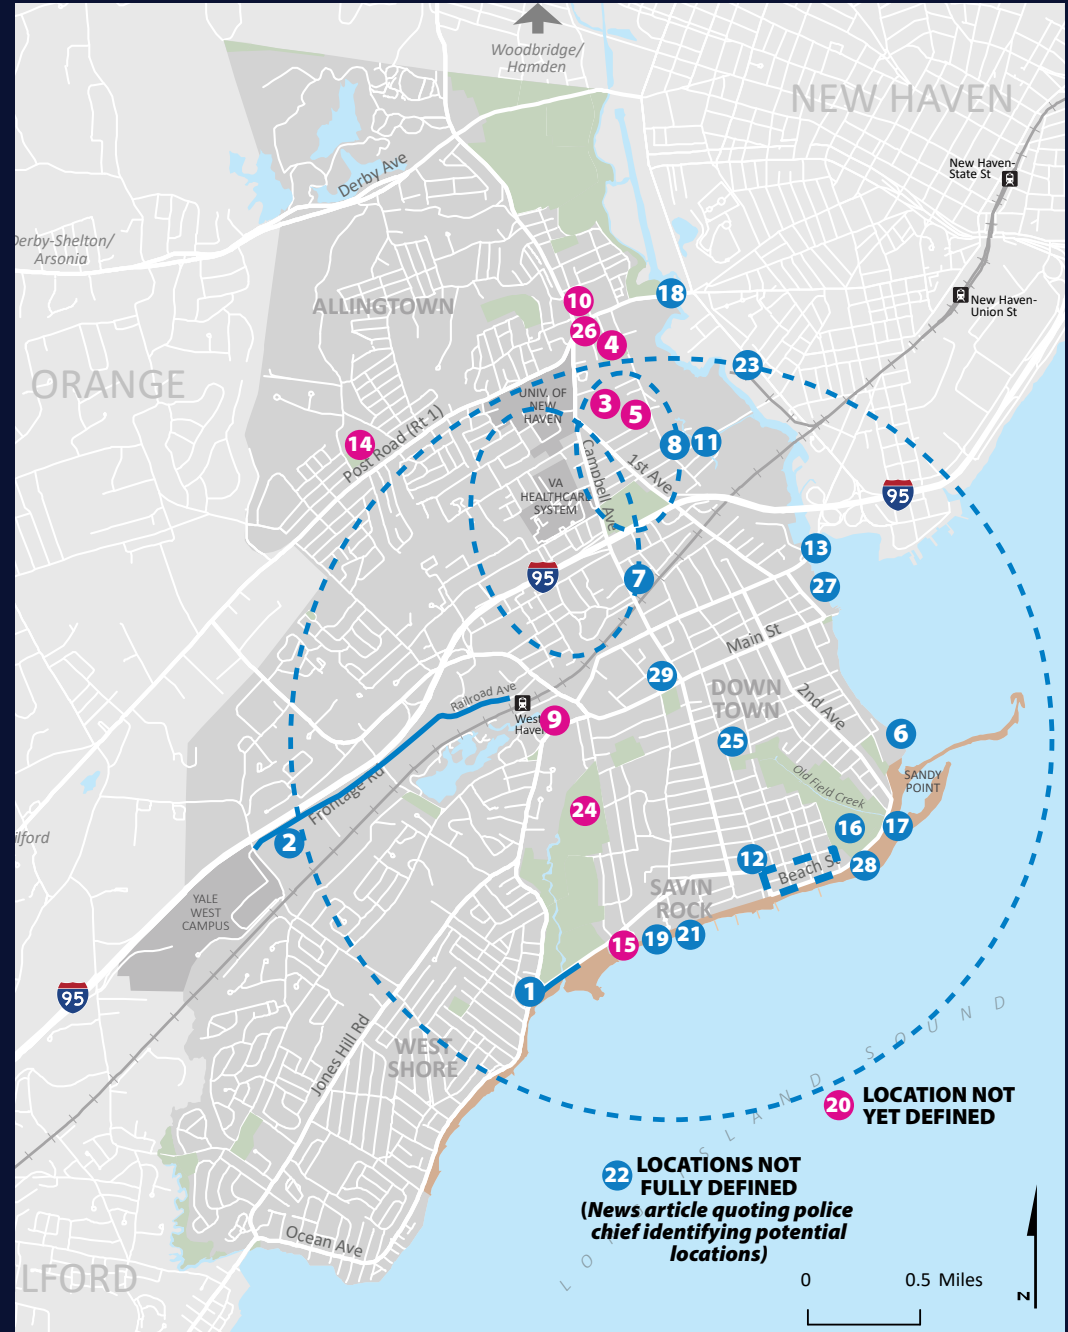 Woodbridge/
Hamden
NEW HAVEN
New Haven-
State St
Derby Ave
Derby-Shelton/
Arsonia
ALLINGTOWN
10
18
New Haven-
Union St
26
4
ORANGE
23
UNIV. OF
NEW
HAVEN
3
5
14
Post Road (Rt 1)
8
11
Campbell Ave
1st Ave
VA
HEALTHCARE
SYSTEM
95
13
95
7
27
Main St
29
Railroad Ave
DOWN
TOWN
2nd Ave
West
Haven
9
25
6
SANDY
POINT
Old Field Creek
Frontage Rd
24
16
17
ilford
2
12
28
Beach St
SAVIN
ROCK
YALE
WEST
CAMPUS
15
19
21
1
95
Jones Hill Rd
WEST
SHORE
20
LOCATION NOT
YET DEFINED
22
LOCATIONS NOT
FULLY DEFINED
(News article quoting police
chief identifying potential
locations)
LO
SLAND SOUND
Ocean Ave
LFORD
0 0.5 Miles
N